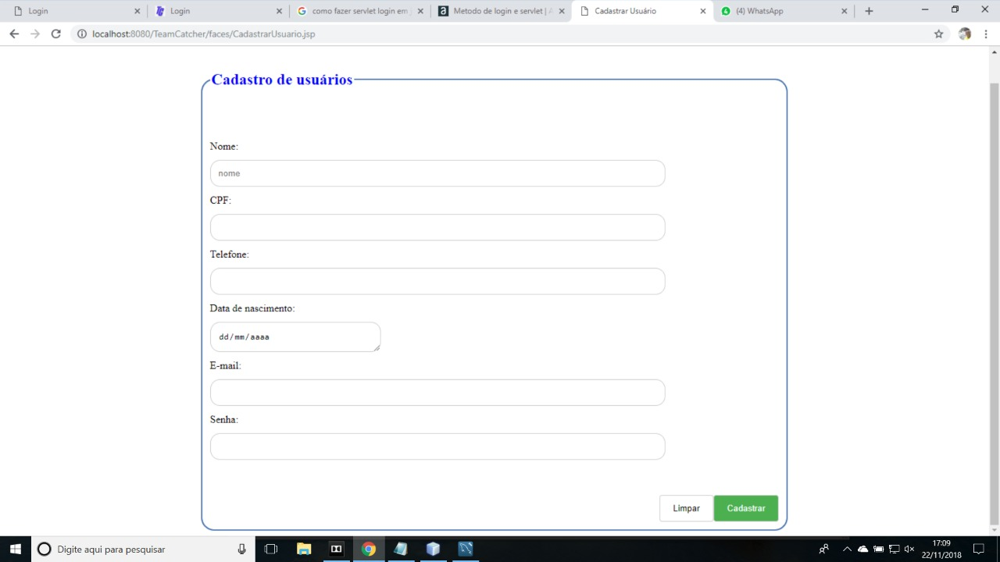 Login
Login
como fazer servlet login em j
Metodo de login e servlet | A
Cadastrar Usuário
(4) WhatsApp
localhost:8080/TeamCatcher/faces/CadastrarUsuario.jsp
Cadastro de usuários
Nome:
nome
CPF:
Telefone:
Data de nascimento:
dd/mm/aaaa
E-mail:
Senha:
Limpar
Cadastrar
Digite aqui para pesquisar
17:09
22/11/2018